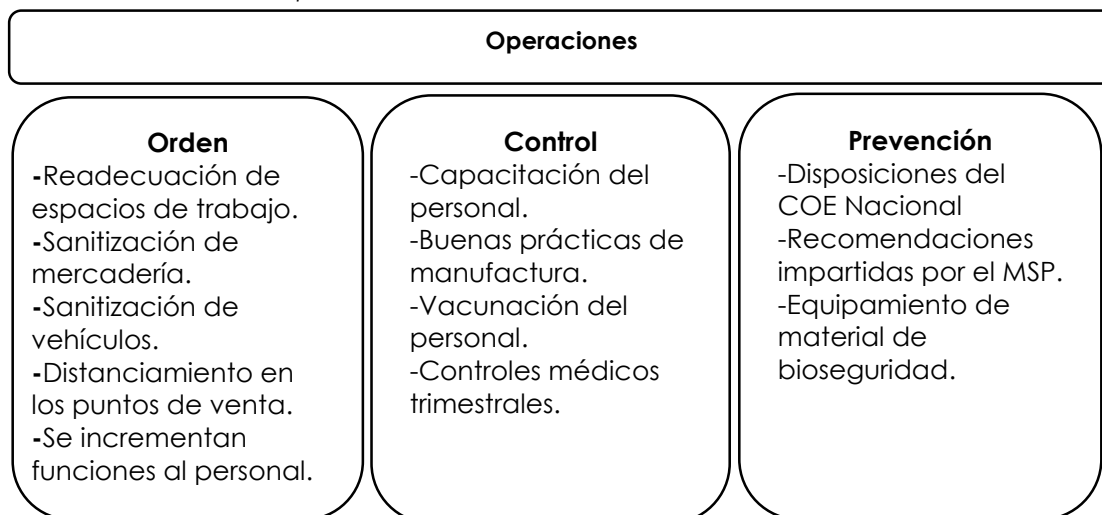 Operaciones
Orden
-Readecuación de
espacios de trabajo.
-Sanitización de
mercadería.
-Sanitización de
vehículos.
-Distanciamiento en
los puntos de venta.
-Se incrementan
funciones al personal.
Control
-Capacitación del
personal.
-Buenas prácticas de
manufactura.
-Vacunación del
personal.
-Controles médicos
trimestrales.
Prevención
-Disposiciones del
COE Nacional
-Recomendaciones
impartidas por el MSP.
-Equipamiento de
material de
bioseguridad.